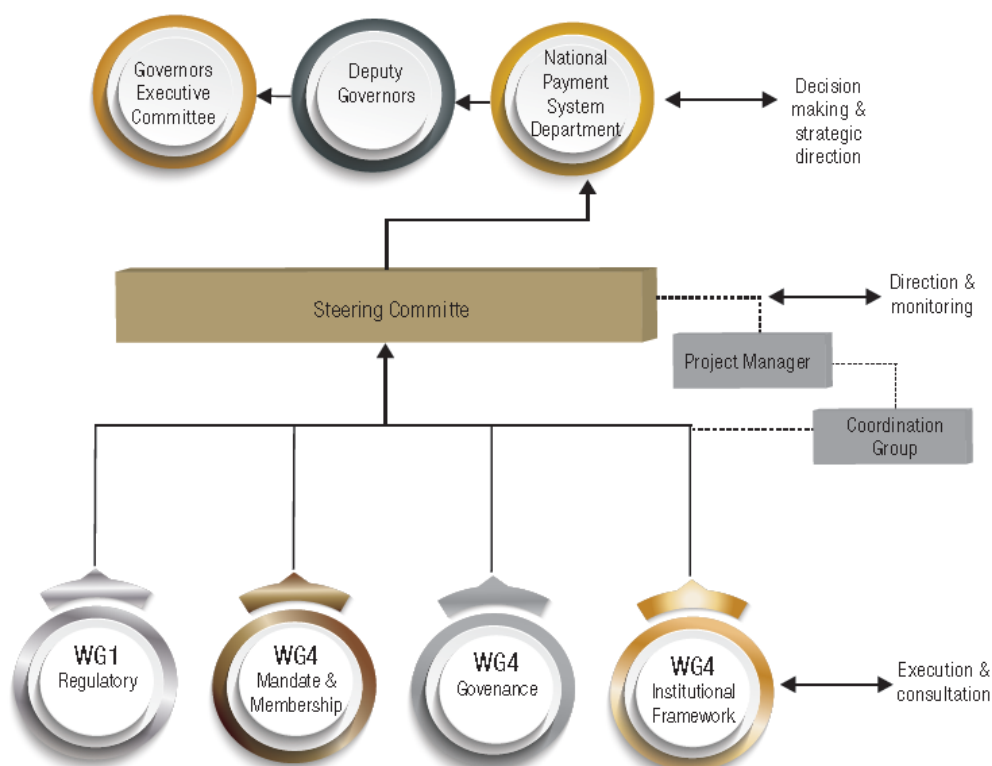 Governors
Executive
Committee
Deputy
Governors
National
Payment
System
Department
Decision
making &
strategic
direction
Steering Committe
Direction &
monitoring
Project Manager
Coordination
Group
WG1
Regulatory
WG4
Mandate &
Membership
WG4
Govenance
WG4
Institutional
Framework
Execution &
consultation